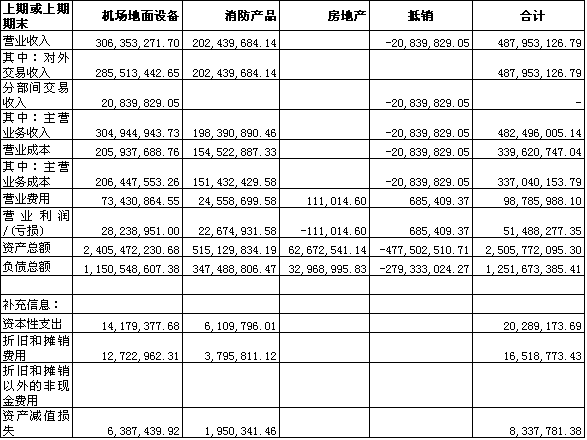 上期或上期 机场地面设备 消防产品 房地产 抵销 合计
期末
营业收入 306,353,271.70 202,439,684.14 -20,839,829.05 487,953,126.79
其中：对外
交易收入 285,513,442.65 202,439,684.14 487,953,126.79
分部间交易
收入 20,839,829.05 -20,839,829.05 -
其中：主营
业务收入 304,944,943.73 198,390,890.46 -20,839,829.05 482,496,005.14
营业成本 205,937,688.76 154,522,887.33 -20,839,829.05 339,620,747.04
其中：主营
业务成本 206,447,553.26 151,432,429.58 -20,839,829.05 337,040,153.79
营业费用 73,430,864.55 24,558,699.58 111,014.60 685,409.37 98,785,988.10
营业利润
/(亏损) 28,238,951.00 22,674,931.58 -111,014.60 685,409.37 51,488,277.35
资产总额 2,405,472,230.68 515,129,834.19 62,672,541.14 -477,502,510.71 2,505,772,095.30
负债总额 1,150,548,607.38 347,488,806.47 32,968,995.83 -279,333,024.27 1,251,673,385.41
补充信息：
资本性支出 14,179,377.68 6,109,796.01 20,289,173.69
折旧和摊销
费用 12,722,962.31 3,795,811.12 16,518,773.43
折旧和摊销
以外的非现
金费用
资产减值损
失 6,387,439.92 1,950,341.46 8,337,781.38